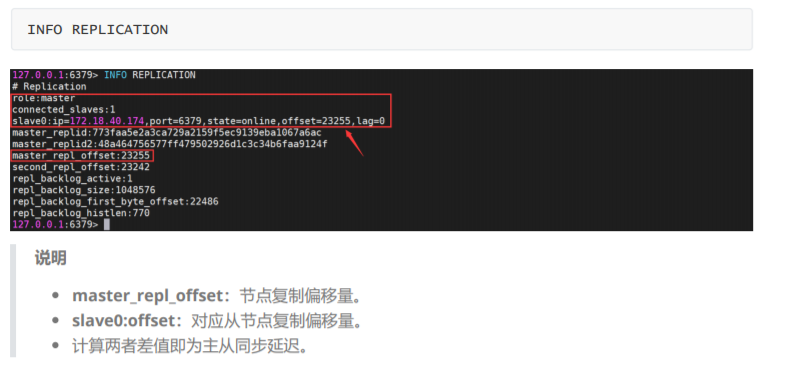 INFO REPLICATION
127.0.0.1:6379> INFO REPLICATION
# Replication
role:master
connected_slaves:1
slave0:ip=172.18.40.174,port=6379,state=online,offset=23255,lag=0
master_replid:773faa5e2a3ca729a2159f5ec9139eba1067a6ac
master_replid2:48a464756577ff479502926d1c3c34b6faa9124f
master_repl_offset:23255
second_repl_offset:23242
repl_backlog_active:1
repl_backlog_size:1048576
repl_backlog_first_byte_offset:22486
repl_backlog_histlen:770
127.0.0.1:6379>
说明
• master_repl_offset：节点复制偏移量。
• slave0:offset：对应从节点复制偏移量。
• 计算两者差值即为主从同步延迟。